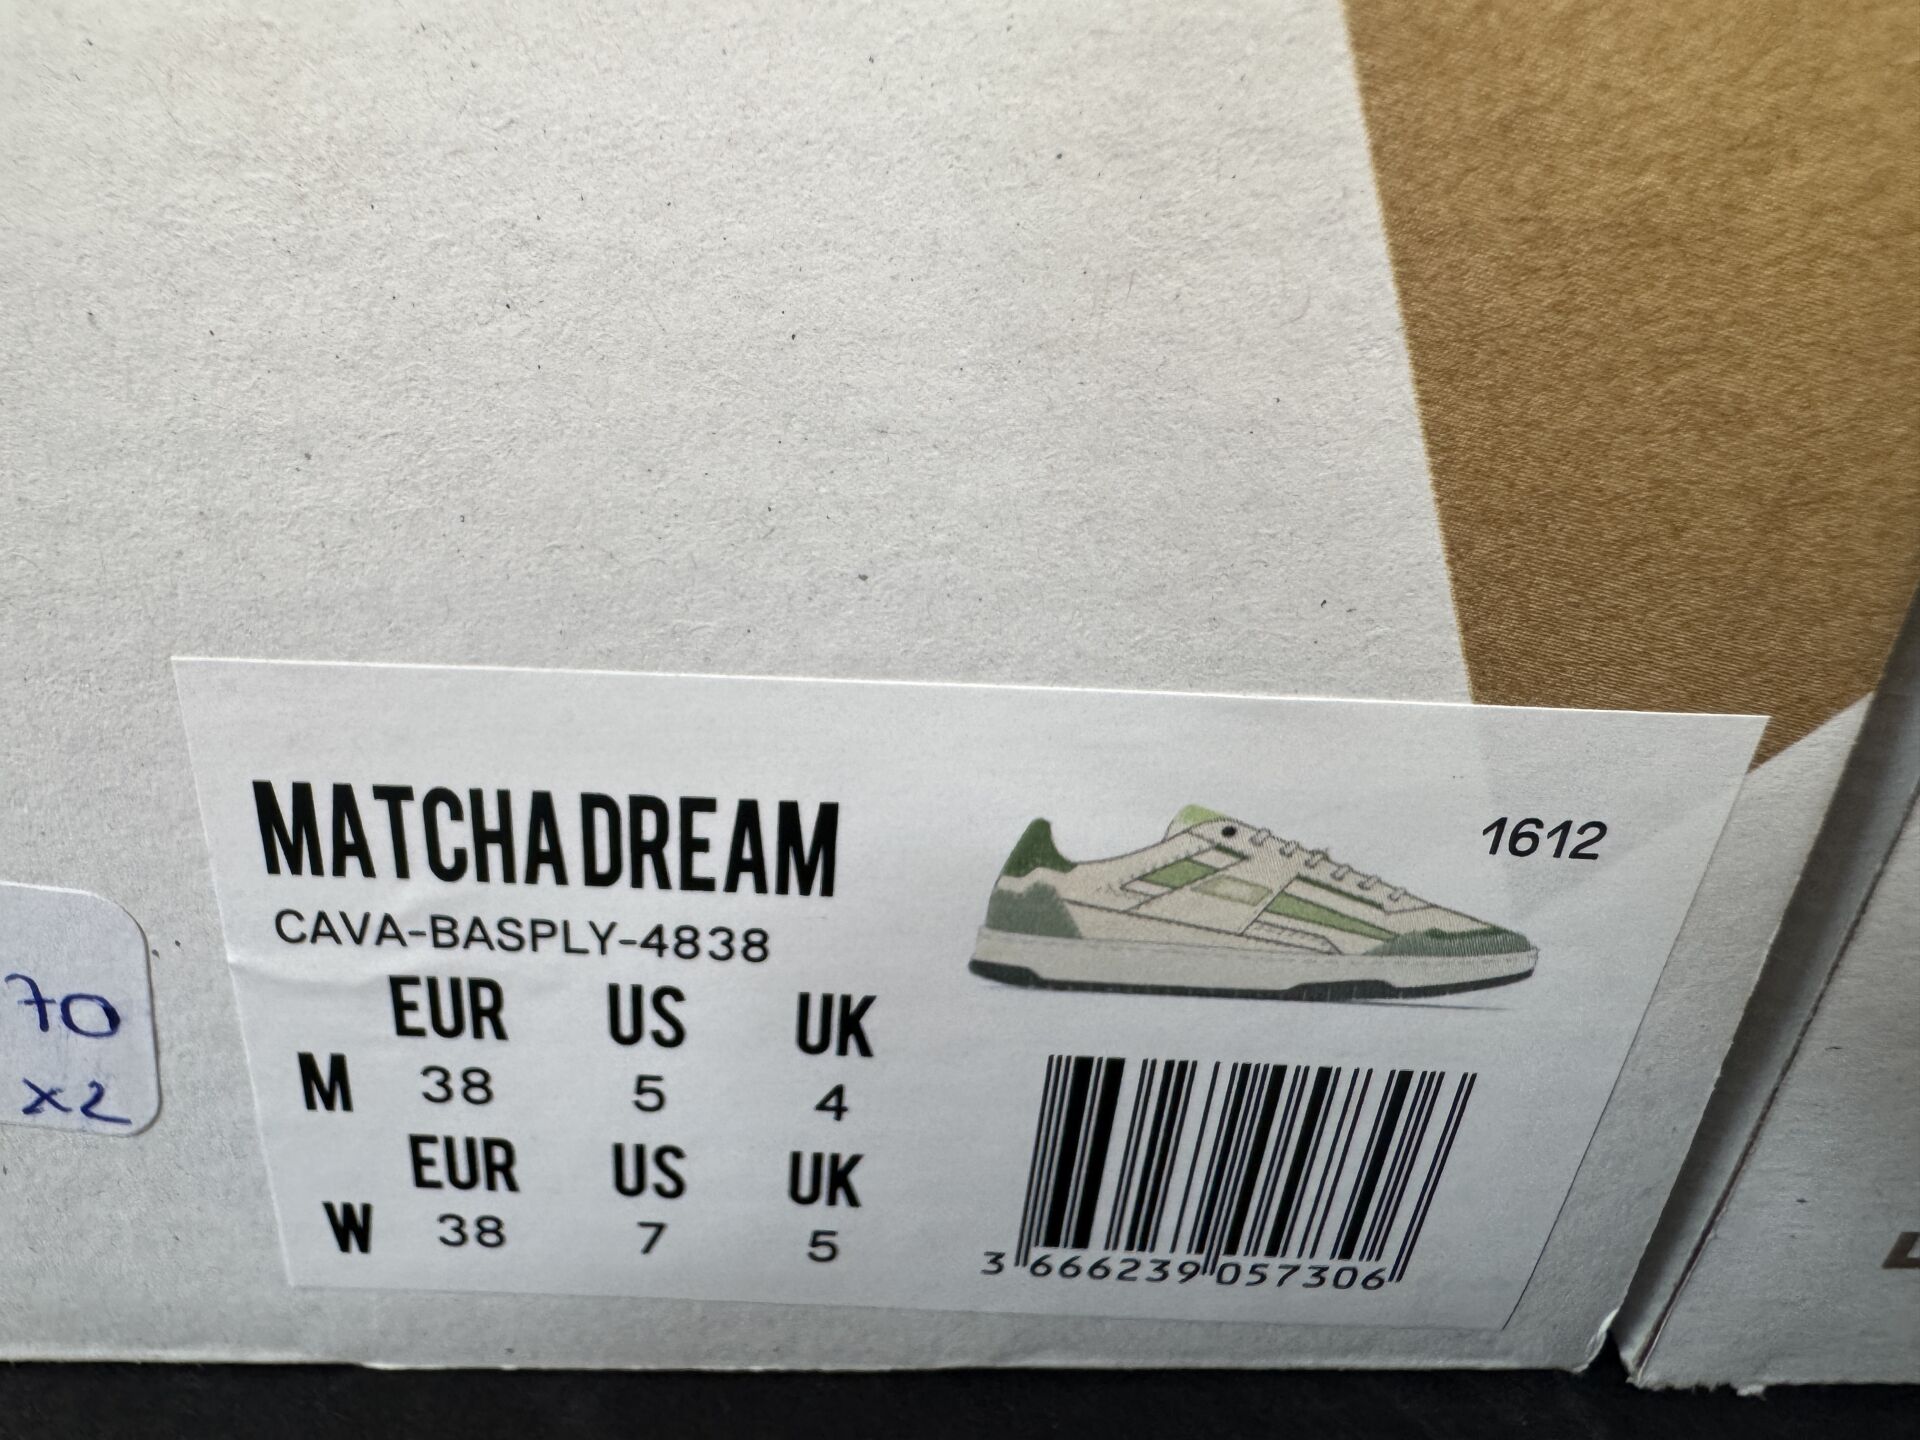 MATCHA DREAM
CAVA-BASPLY-4838
1612
EUR US UK
M 38 5 4
EUR US UK
W 38 7 5
3 666239 057306
70
x2